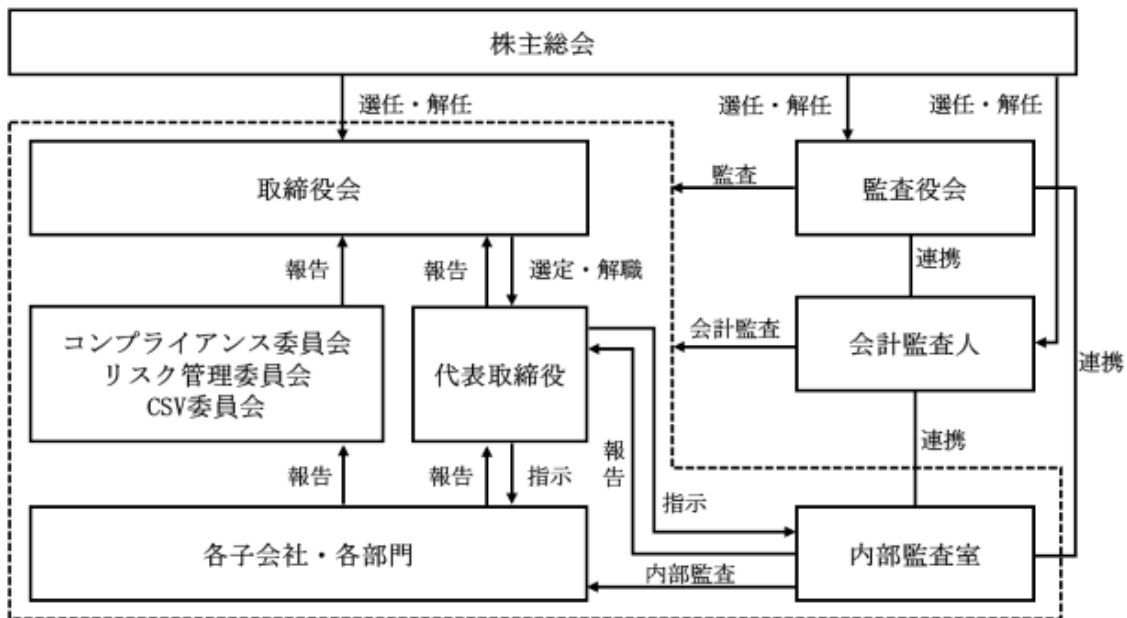 株主総会
選任・解任
選任・解任
選任・解任
取締役会
監査
監査役会
報告
報告
選定・解職
連携
コンプライアンス委員会
リスク管理委員会
CSV委員会
代表取締役
会計監査
会計監査人
連携
報告
報告
指示
報告
指示
連携
各子会社・各部門
内部監査
内部監査室